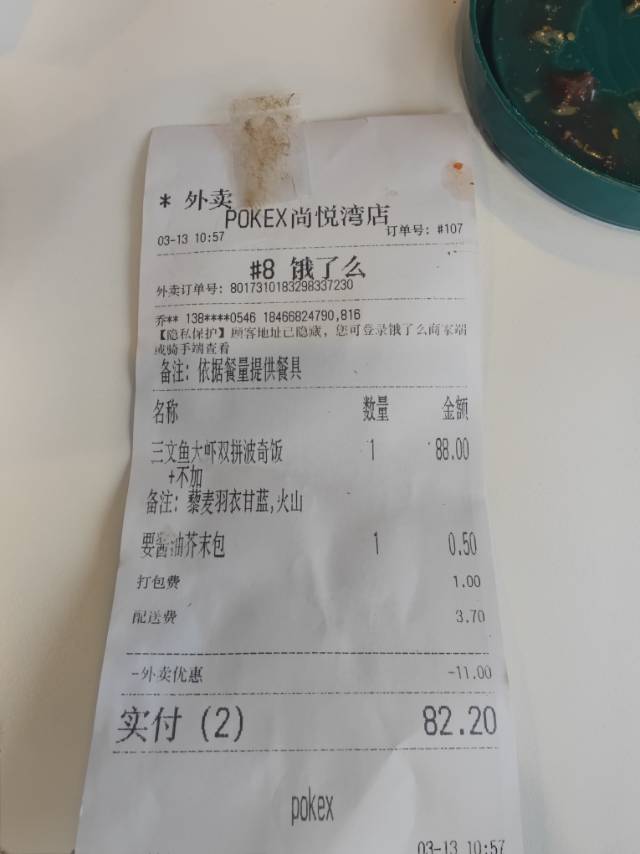 * 外卖
POKEX尚悦湾店
03-13 10:57 订单号: #107
#8 饿了么
外卖订单号: 8017310183298337230
乔** 138****0546 18466824790,816
【隐私保护】顾客地址已隐藏，您可登录饿了么商家端
或骑手端查看
备注: 依据餐量提供餐具
名称 数量 金额
三文鱼大虾双拼波奇饭 1 88.00
+不加
备注: 藜麦羽衣甘蓝,火山
要酱油芥末包 1 0.50
打包费 1.00
配送费 3.70
-外卖优惠 -11.00
实付 (2) 82.20
pokex
03-13 10:57